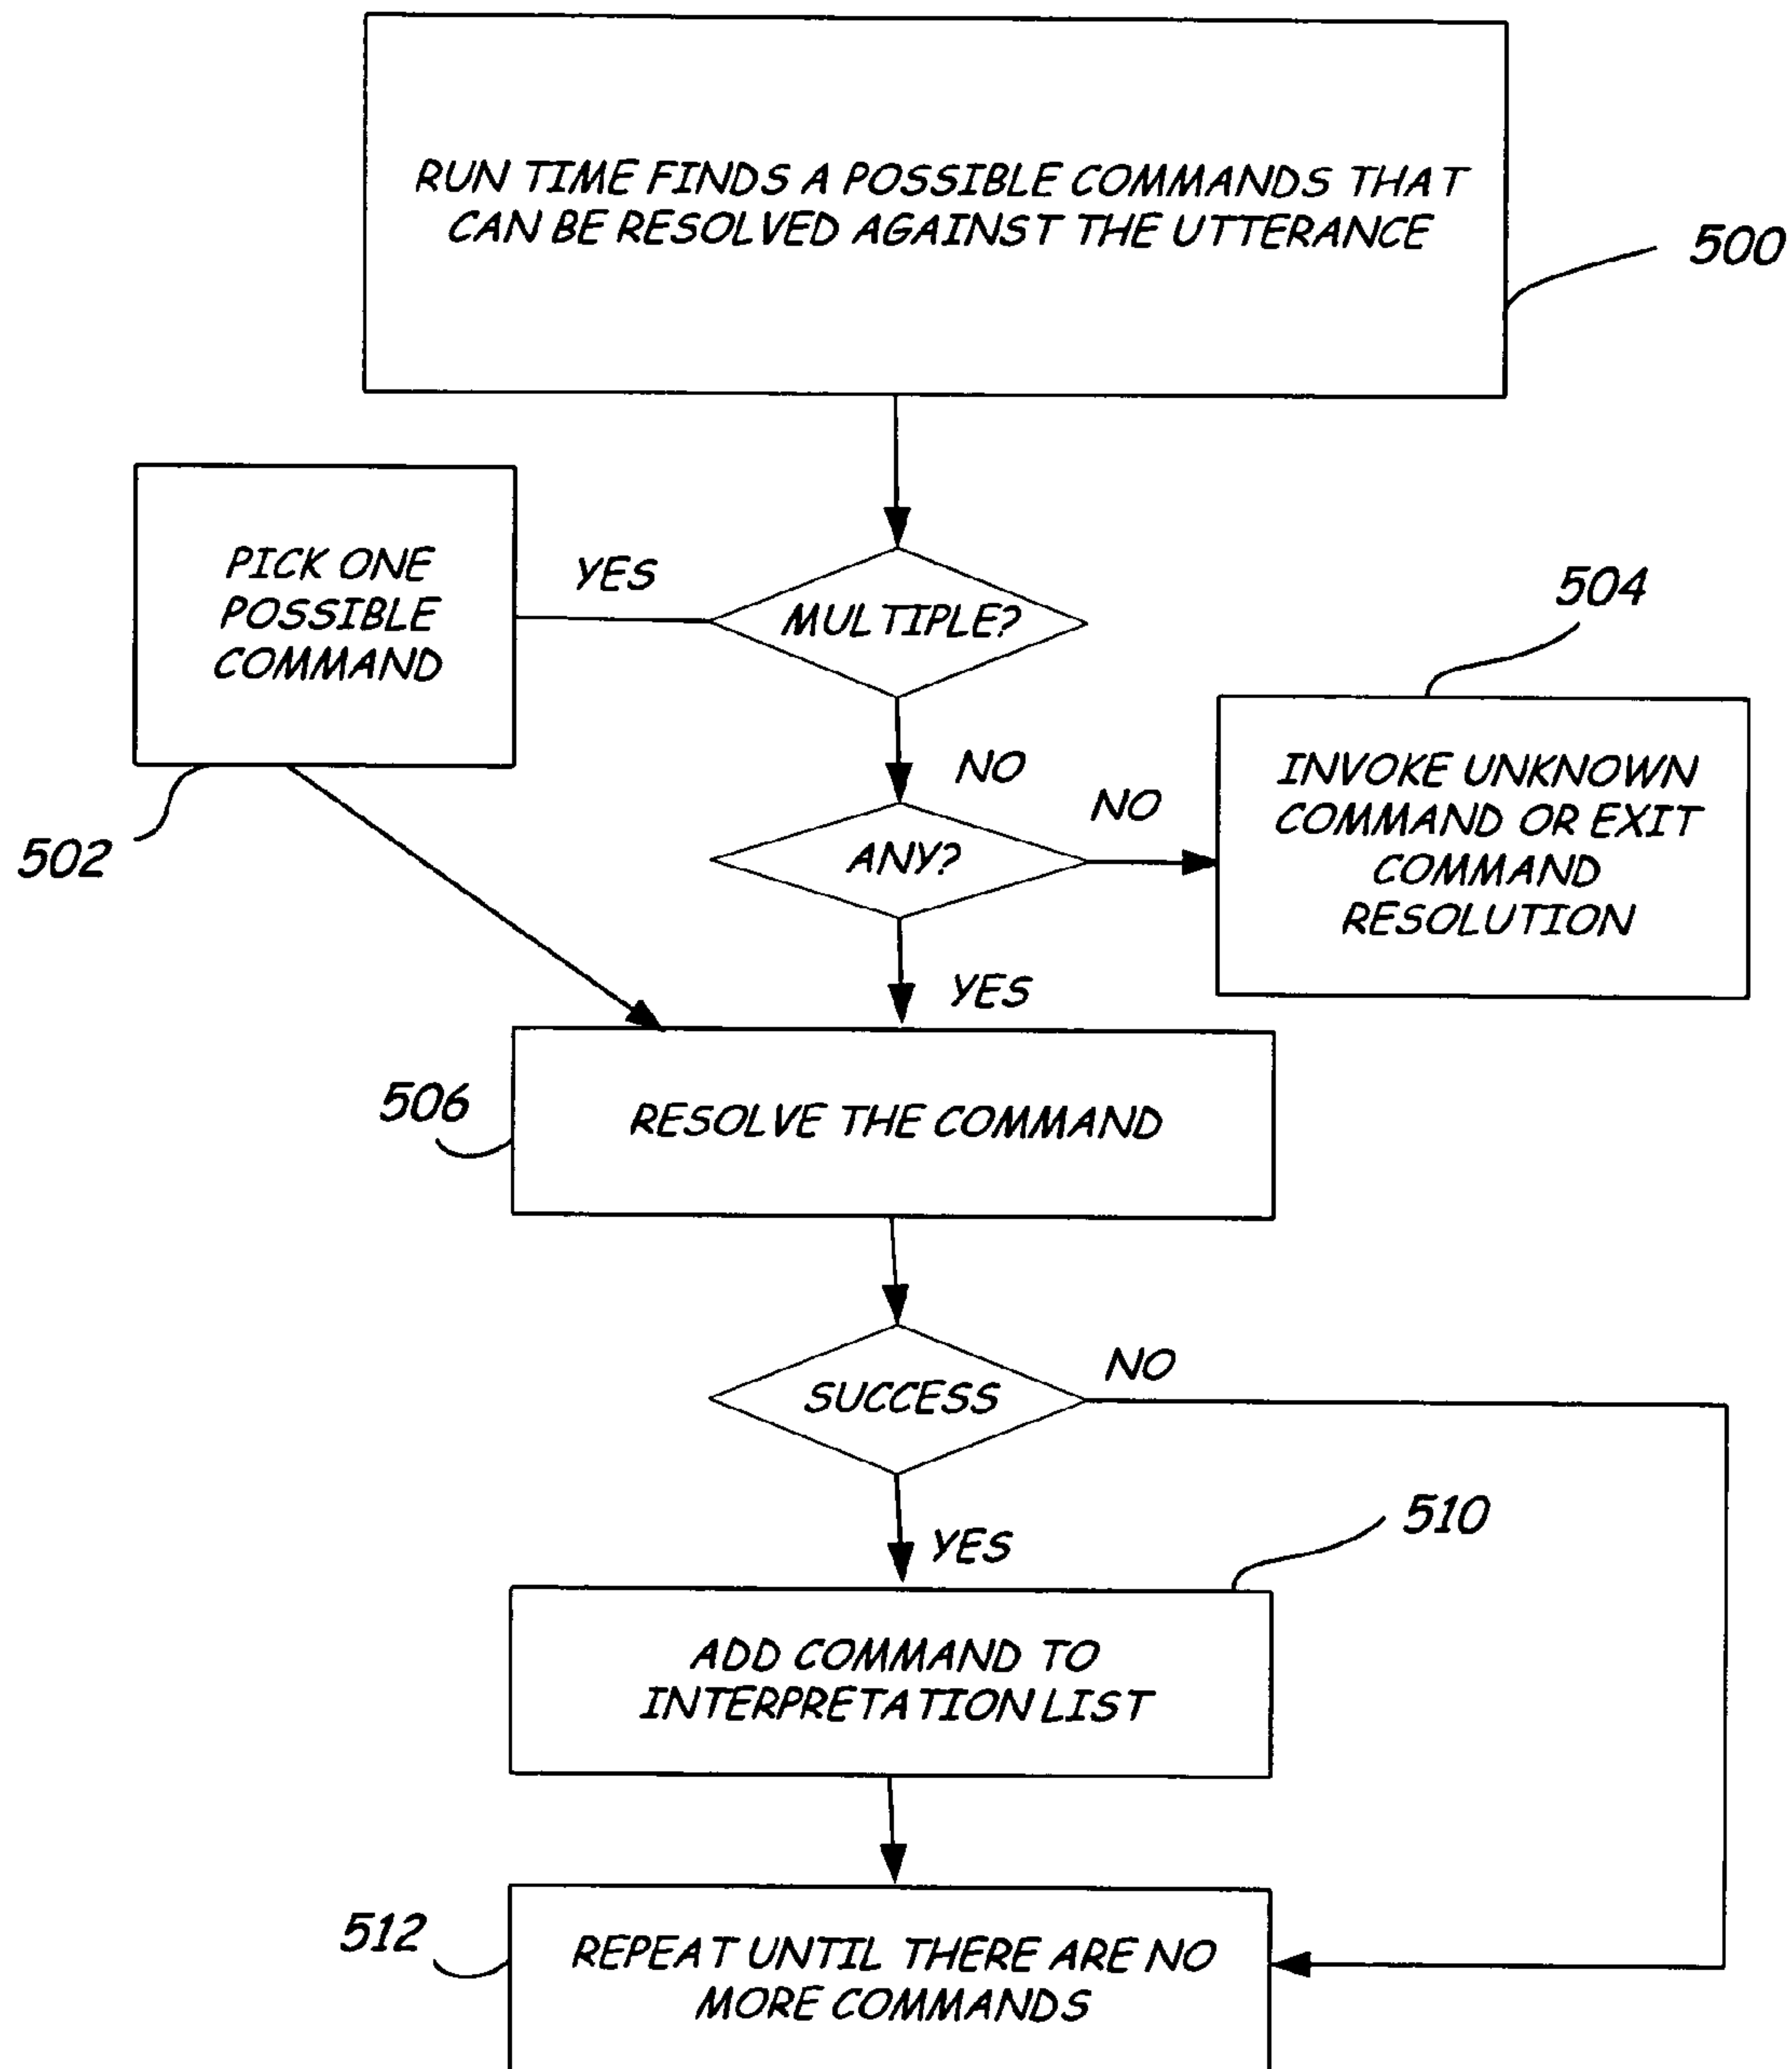 RUN TIME FINDS A POSSIBLE COMMANDS THAT
CAN BE RESOLVED AGAINST THE UTTERANCE
500
PICK ONE
POSSIBLE
COMMAND
502
YES
MULTIPLE?
NO
504
INVOKE UNKNOWN
COMMAND OR EXIT
COMMAND
RESOLUTION
NO
ANY?
YES
506
RESOLVE THE COMMAND
SUCCESS
NO
YES
510
ADD COMMAND TO
INTERPRETATION LIST
512
REPEAT UNTIL THERE ARE NO
MORE COMMANDS